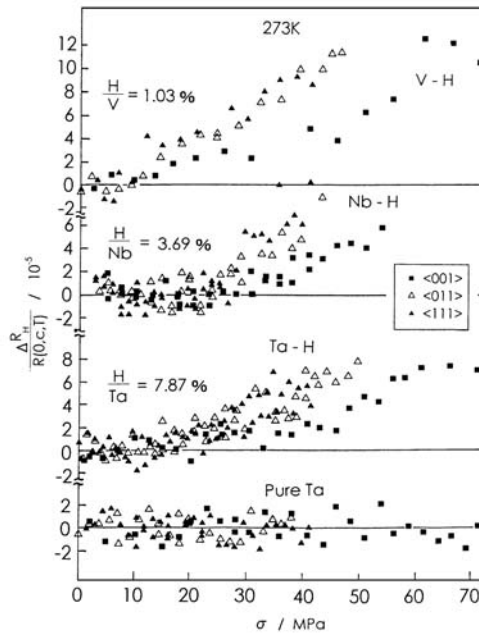 273K
12
10
8
6
4
2
0
-2
H/V = 1.03 %
V - H
6
4
2
0
-2
H/Nb = 3.69 %
Nb - H
<001>
<011>
<111>
8
6
4
2
0
-2
H/Ta = 7.87 %
Ta - H
2
0
-2
Pure Ta
0 10 20 30 40 50 60 70
σ / MPa
ΔR_H / R(0,c,T) / 10⁻⁵